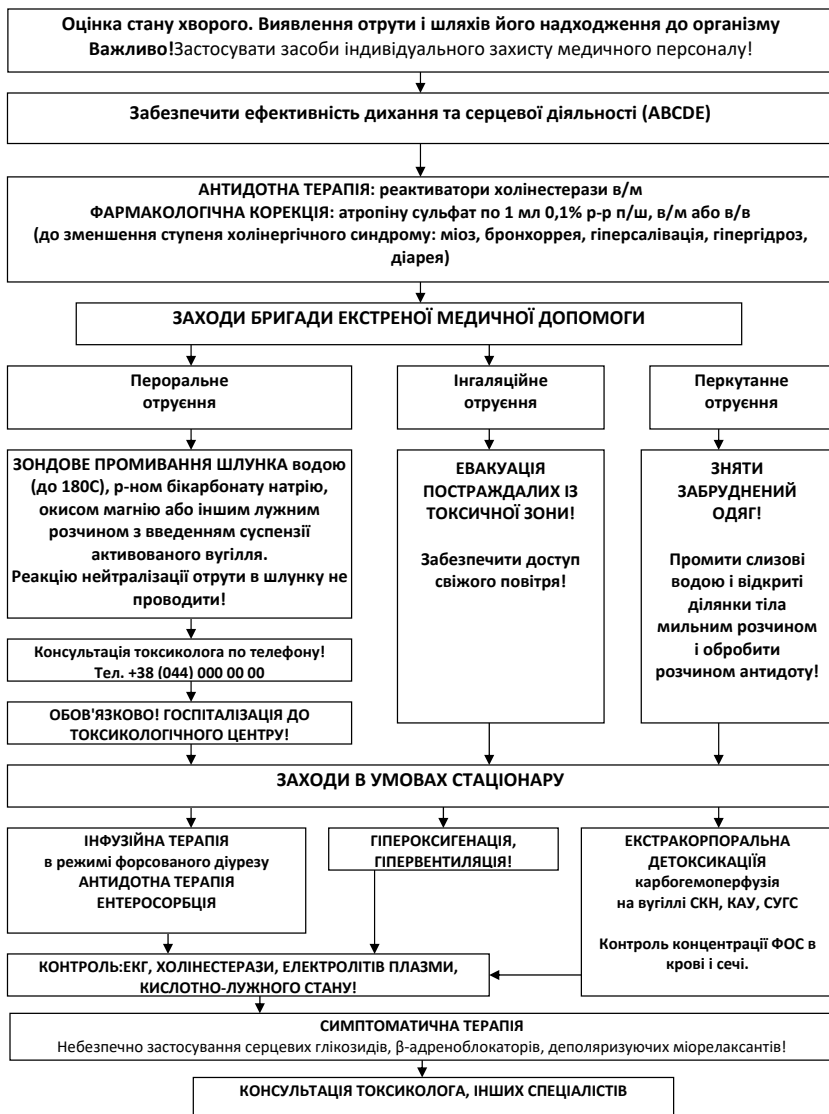 Оцінка стану хворого. Виявлення отрути і шляхів його надходження до організму
Важливо!Застосувати засоби індивідуального захисту медичного персоналу!
Забезпечити ефективність дихання та серцевої діяльності (ABCDE)
АНТИДОТНА ТЕРАПІЯ: реактиватори холінестерази в/м
ФАРМАКОЛОГІЧНА КОРЕКЦІЯ: атропіну сульфат по 1 мл 0,1% р-р п/ш, в/м або в/в
(до зменшення ступеня холінергічного синдрому: міоз, бронхоррея, гіперсалівація, гіпергідроз,
діарея)
ЗАХОДИ БРИГАДИ ЕКСТРЕНОЇ МЕДИЧНОЇ ДОПОМОГИ
Пероральне
отруєння
Інгаляційне
отруєння
Перкутанне
отруєння
ЗОНДОВЕ ПРОМИВАННЯ ШЛУНКА водою
(до 180С), р-ном бікарбонату натрію,
окисом магнію або іншим лужним
розчином з введенням суспензії
активованого вугілля.
Реакцію нейтралізації отрути в шлунку не
проводити!
Консультація токсиколога по телефону!
Тел. +38 (044) 000 00 00
ОБОВ'ЯЗКОВО! ГОСПІТАЛІЗАЦІЯ ДО
ТОКСИКОЛОГІЧНОГО ЦЕНТРУ!
ЕВАКУАЦІЯ
ПОСТРАЖДАЛИХ ІЗ
ТОКСИЧНОЇ ЗОНИ!
Забезпечити доступ
свіжого повітря!
ЗНЯТИ
ЗАБРУДНЕНИЙ
ОДЯГ!
Промити слизові
водою і відкриті
ділянки тіла
мильним розчином
і обробити
розчином антидоту!
ЗАХОДИ В УМОВАХ СТАЦІОНАРУ
ІНФУЗІЙНА ТЕРАПІЯ
в режимі форсованого діурезу
АНТИДОТНА ТЕРАПІЯ
ЕНТЕРОСОРБЦІЯ
ГІПЕРОКСИГЕНАЦІЯ,
ГІПЕРВЕНТИЛЯЦІЯ!
ЕКСТРАКОРПОРАЛЬНА
ДЕТОКСИКАЦІЇЯ
карбогемоперфузія
на вугіллі СКН, КАУ, СУГС
Контроль концентрації ФОС в
крові і сечі.
КОНТРОЛЬ:ЕКГ, ХОЛІНЕСТЕРАЗИ, ЕЛЕКТРОЛІТІВ ПЛАЗМИ,
КИСЛОТНО-ЛУЖНОГО СТАНУ!
СИМПТОМАТИЧНА ТЕРАПІЯ
Небезпечно застосування серцевих глікозидів, β-адреноблокаторів, деполяризуючих міорелаксантів!
КОНСУЛЬТАЦІЯ ТОКСИКОЛОГА, ІНШИХ СПЕЦІАЛІСТІВ